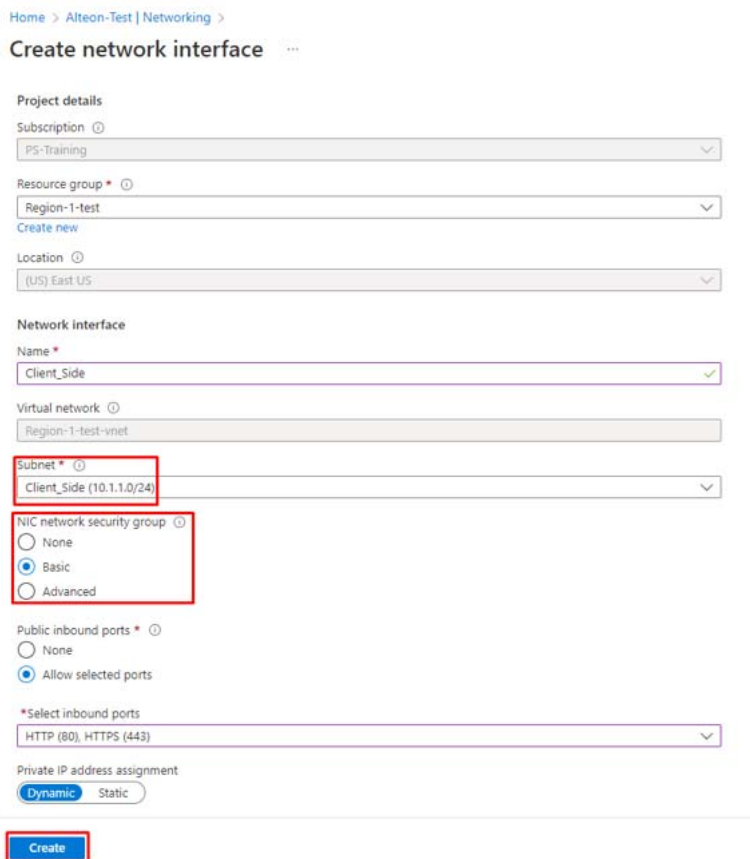 Home > Alteon-Test | Networking >
Create network interface ...
Project details
Subscription
PS-Training
Resource group *
Region-1-test
Create new
Location
(US) East US
Network interface
Name *
Client_Side
Virtual network
Region-1-test-vnet
Subnet *
Client_Side (10.1.1.0/24)
NIC network security group
None
Basic
Advanced
Public inbound ports *
None
Allow selected ports
*Select inbound ports
HTTP (80), HTTPS (443)
Private IP address assignment
Dynamic Static
Create